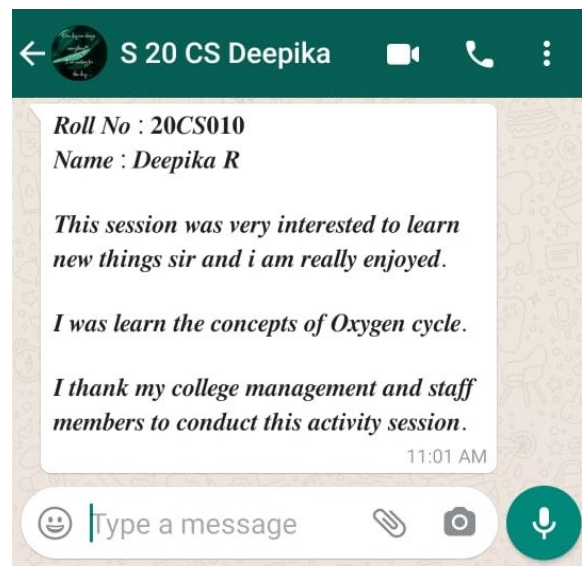 S 20 CS Deepika
Roll No : 20CS010
Name : Deepika R
This session was very interested to learn
new things sir and i am really enjoyed.
I was learn the concepts of Oxygen cycle.
I thank my college management and staff
members to conduct this activity session.
11:01 AM
Type a message